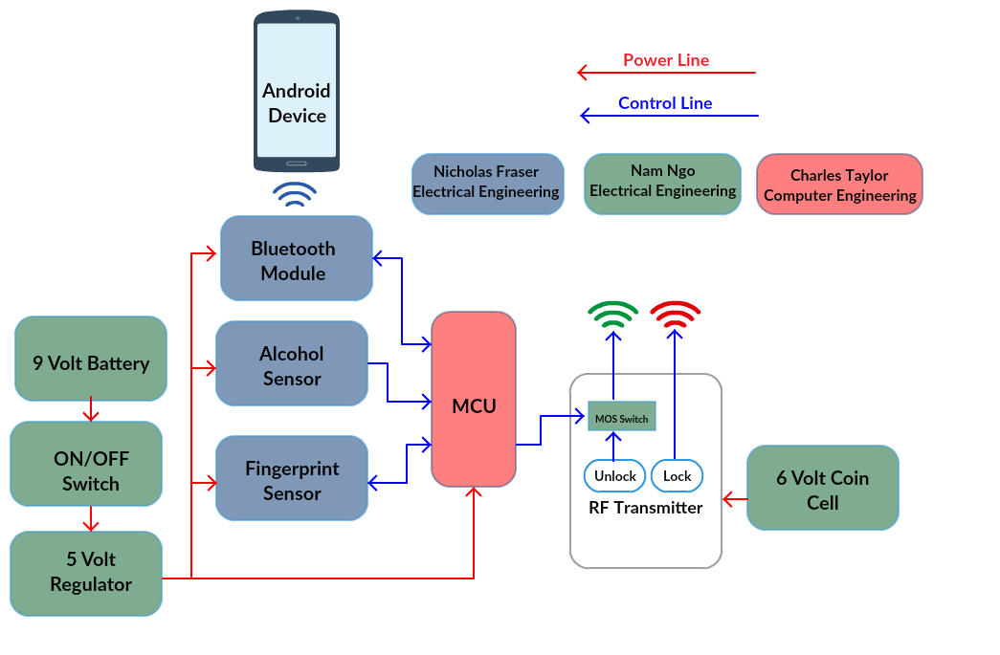 Android
Device
Power Line
Control Line
Nicholas Fraser
Electrical Engineering
Nam Ngo
Electrical Engineering
Charles Taylor
Computer Engineering
Bluetooth
Module
9 Volt Battery
Alcohol
Sensor
MCU
MOS Switch
ON/OFF
Switch
Fingerprint
Sensor
Unlock
Lock
RF Transmitter
6 Volt Coin
Cell
5 Volt
Regulator